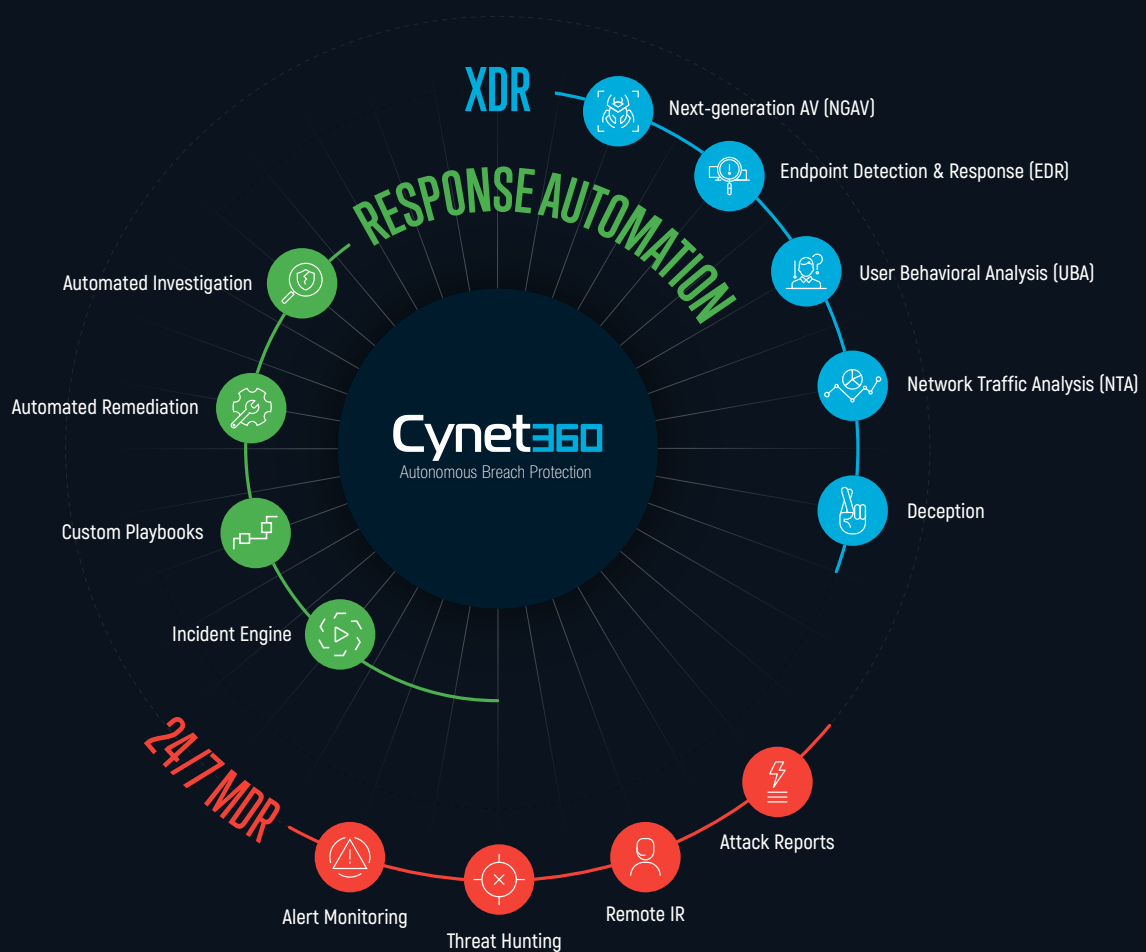 XDR
Next-generation AV (NGAV)
Endpoint Detection & Response (EDR)
User Behavioral Analysis (UBA)
Network Traffic Analysis (NTA)
Deception
RESPONSE AUTOMATION
Automated Investigation
Automated Remediation
Custom Playbooks
Incident Engine
Cynet360
Autonomous Breach Protection
24/7 MDR
Alert Monitoring
Threat Hunting
Remote IR
Attack Reports